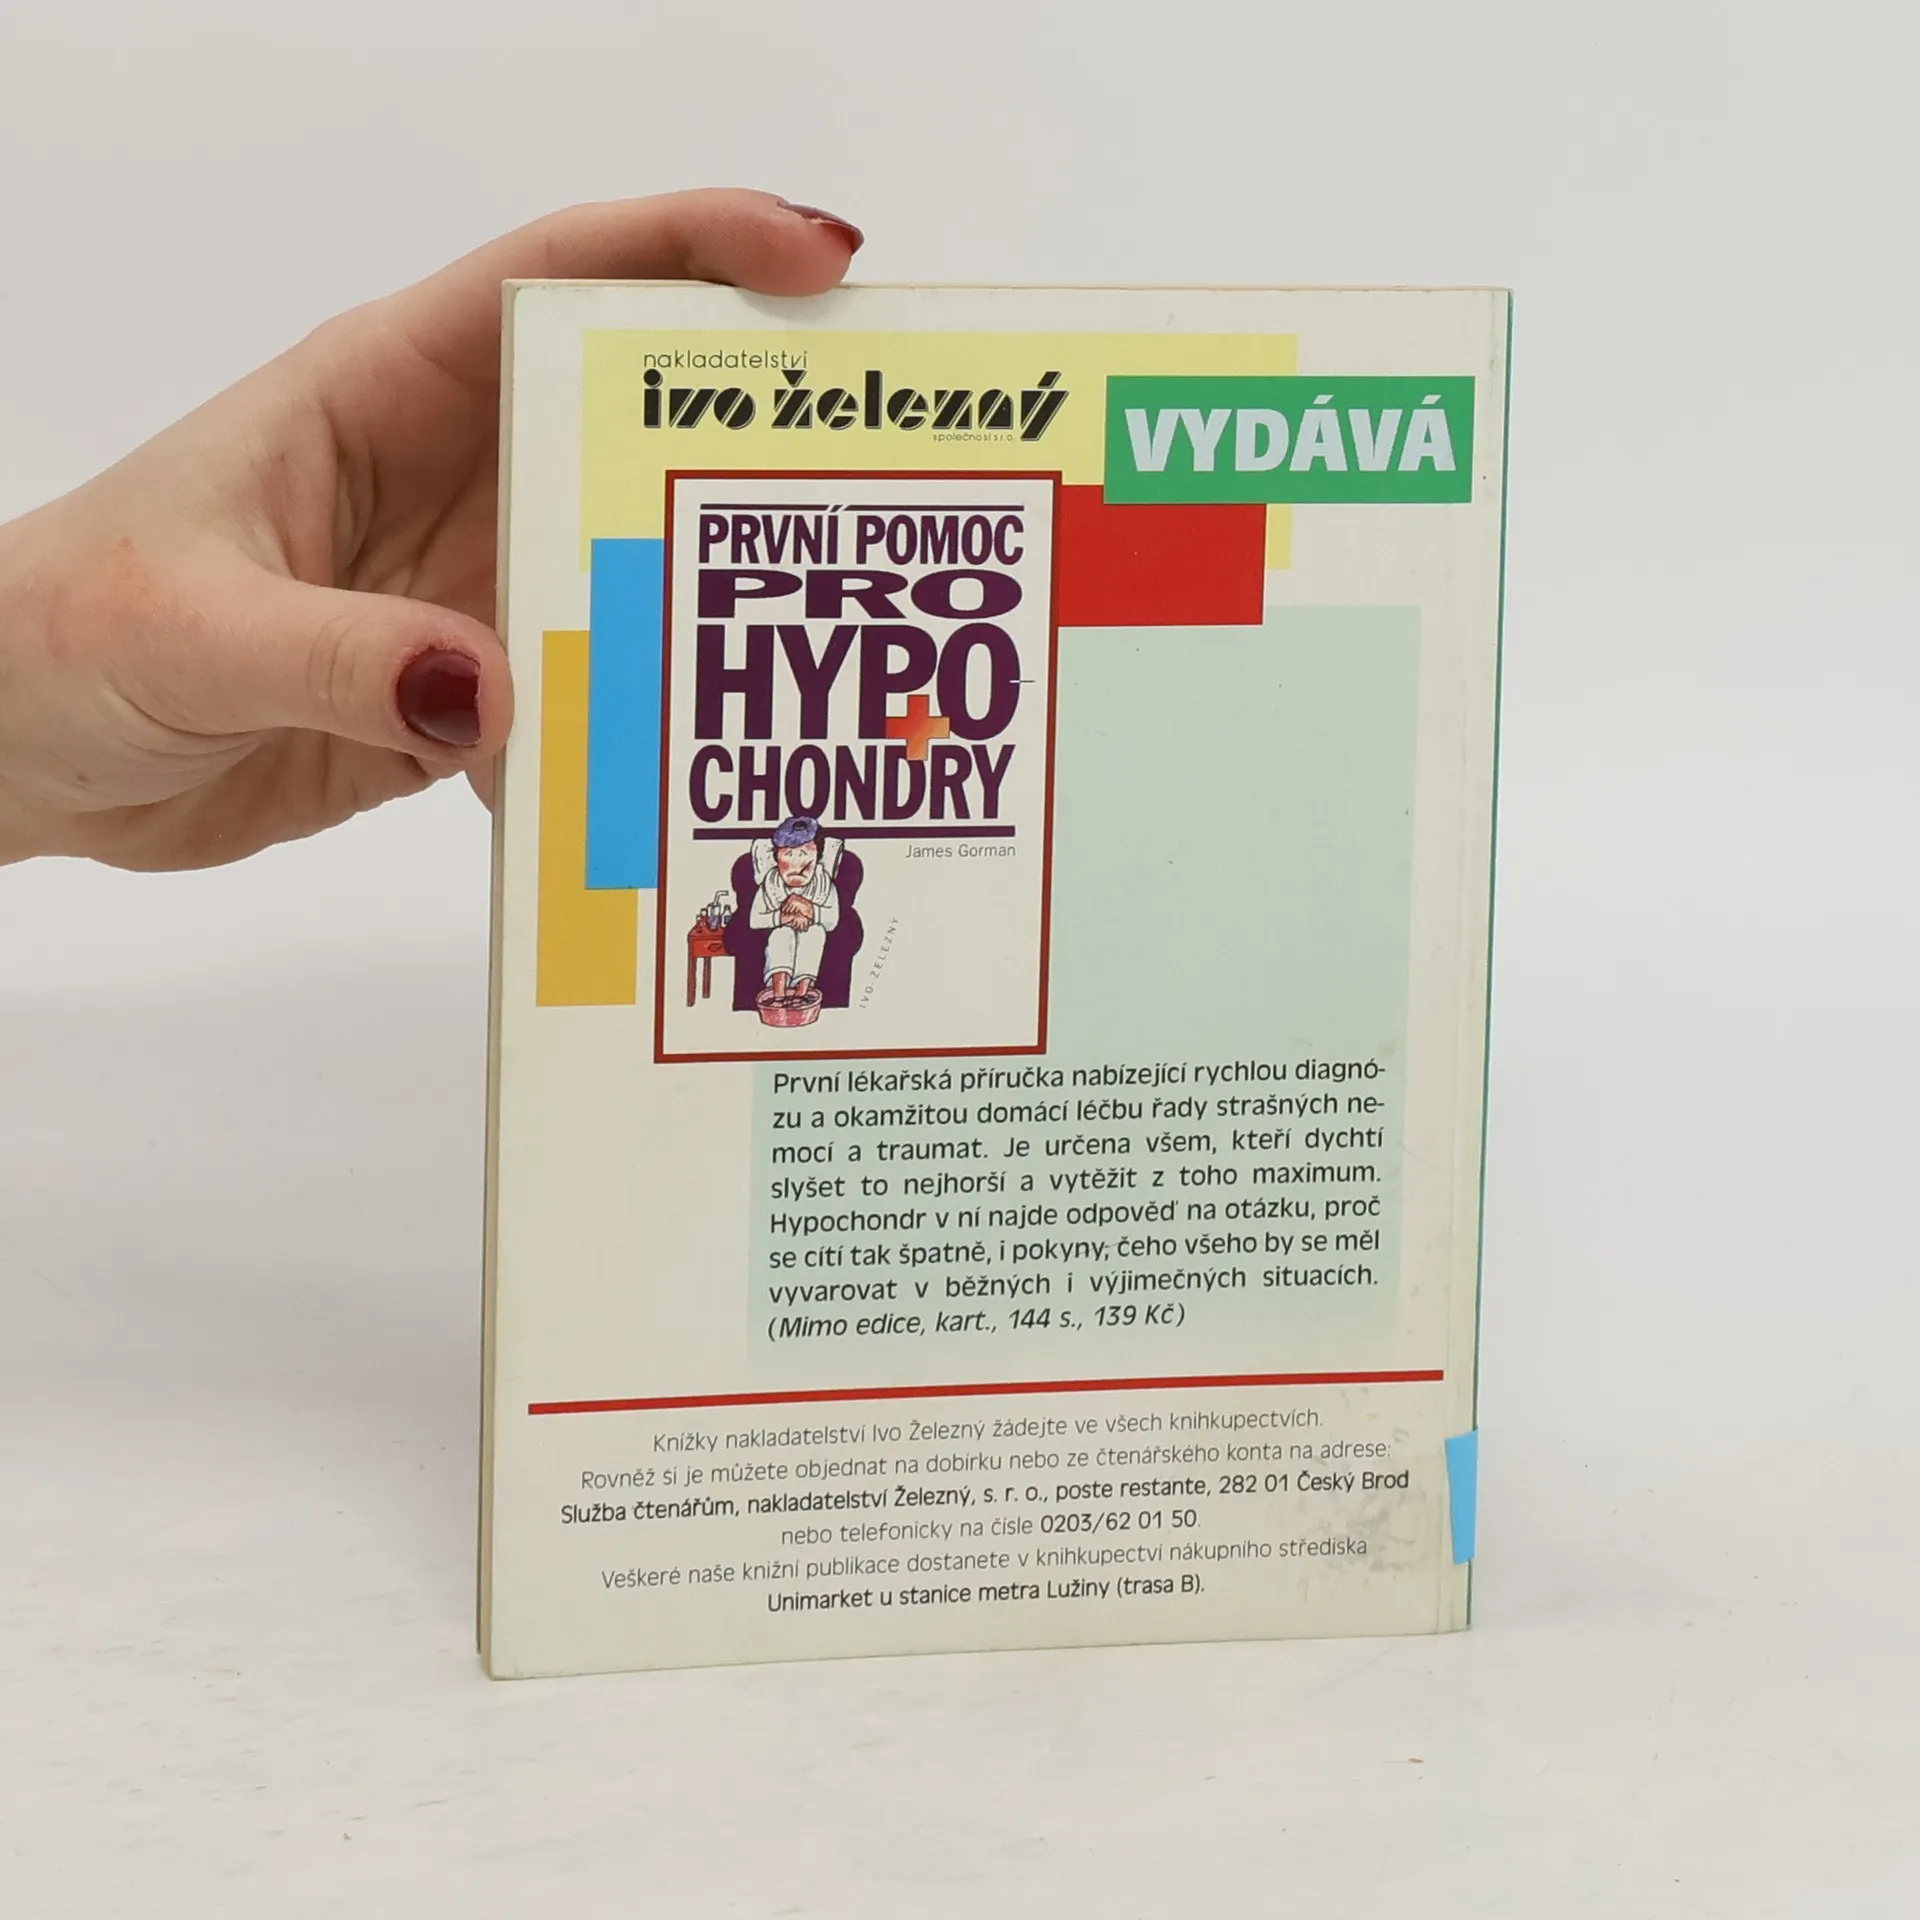 nakladatelství
ivo železný
společnost s r. o.
VYDÁVÁ
PRVNÍ POMOC
PRO
HYPO
CHONDRY
James Gorman
IVO ŽELEZNÝ
První lékařská příručka nabízející rychlou diagnó-
zu a okamžitou domácí léčbu řady strašných ne-
mocí a traumat. Je určena všem, kteří dychtí
slyšet to nejhorší a vytěžit z toho maximum.
Hypochondr v ní najde odpověď na otázku, proč
se cítí tak špatně, i pokyny, čeho všeho by se měl
vyvarovat v běžných i výjimečných situacích.
(Mimo edice, kart., 144 s., 139 Kč)
Knížky nakladatelství Ivo Železný žádejte ve všech knihkupectvích.
Rovněž si je můžete objednat na dobírku nebo ze čtenářského konta na adrese:
Služba čtenářům, nakladatelství Železný, s. r. o., poste restante, 282 01 Český Brod
nebo telefonicky na čísle 0203/62 01 50.
Veškeré naše knižní publikace dostanete v knihkupectví nákupního střediska
Unimarket u stanice metra Lužiny (trasa B).